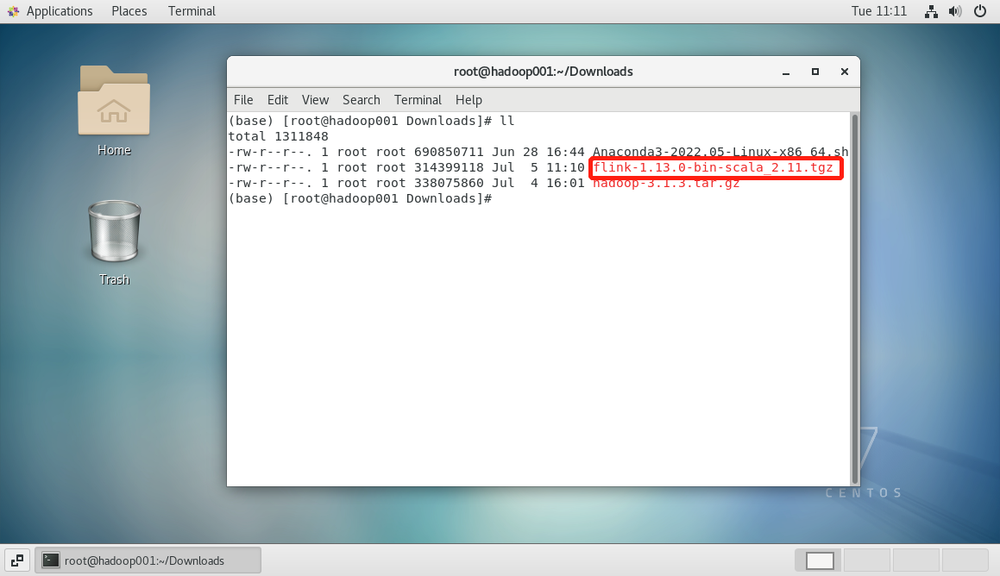 Applications Places Terminal Tue 11:11
Home
Trash
root@hadoop001:~/Downloads
File Edit View Search Terminal Help
(base) [root@hadoop001 Downloads]# ll
total 1311848
-rw-r--r--. 1 root root 690850711 Jun 28 16:44 Anaconda3-2022.05-Linux-x86_64.sh
-rw-r--r--. 1 root root 314399118 Jul  5 11:10 flink-1.13.0-bin-scala_2.11.tgz
-rw-r--r--. 1 root root 338075860 Jul  4 16:01 hadoop-3.1.3.tar.gz
(base) [root@hadoop001 Downloads]#
7
CENTOS
root@hadoop001:~/Downloads